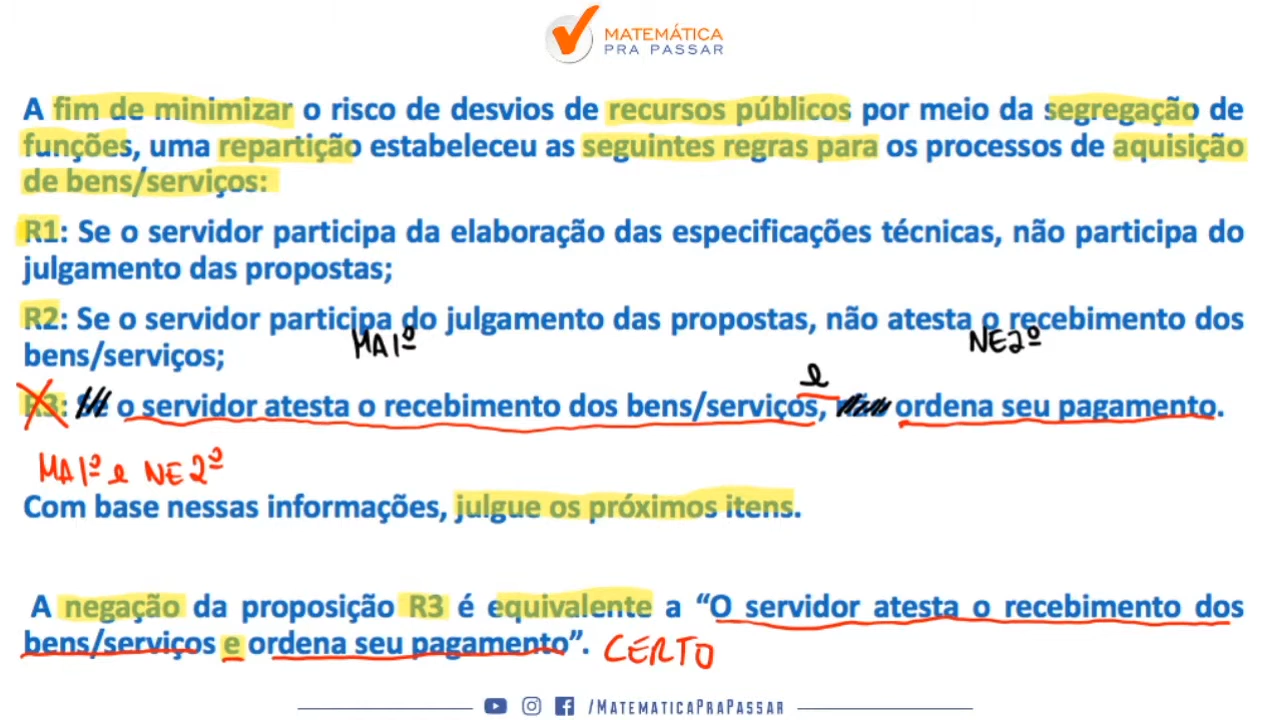 MATEMÁTICA
PRA PASSAR
A fim de minimizar o risco de desvios de recursos públicos por meio da segregação de
funções, uma repartição estabeleceu as seguintes regras para os processos de aquisição
de bens/serviços:
R1: Se o servidor participa da elaboração das especificações técnicas, não participa do
julgamento das propostas;
R2: Se o servidor participa do julgamento das propostas, não atesta o recebimento dos
bens/serviços;
MA1º NE2º
e
R3: Se o servidor atesta o recebimento dos bens/serviços, ordena seu pagamento.
MA1º e NE2º
Com base nessas informações, julgue os próximos itens.
A negação da proposição R3 é equivalente a “O servidor atesta o recebimento dos
bens/serviços e ordena seu pagamento”. CERTO
/MATEMATICAPRAPASSAR